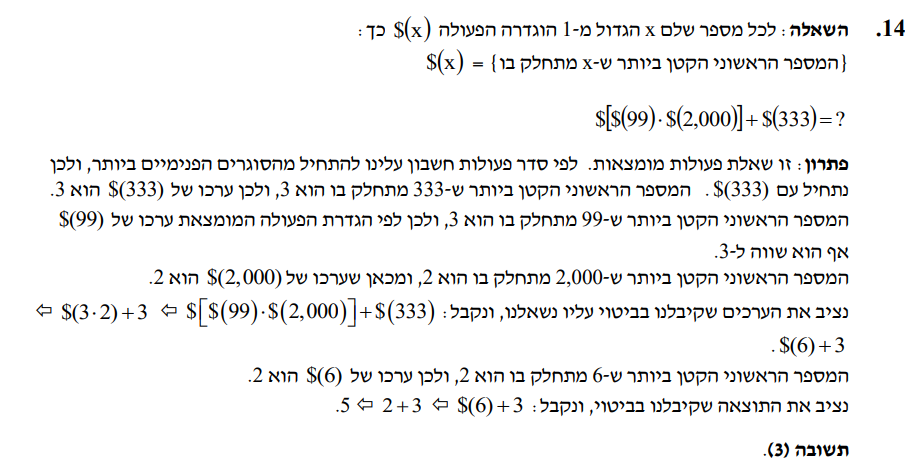 14. השאלה: לכל מספר שלם x הגדול מ-1 הוגדרה הפעולה $(x) כך:
$(x) = {המספר הראשוני הקטן ביותר ש-x מתחלק בו}
$[$(99)·$(2,000)]+$(333)=?
פתרון: זו שאלת פעולות מומצאות. לפי סדר פעולות חשבון עלינו להתחיל מהסוגרים הפנימיים ביותר, ולכן
נתחיל עם $(333). המספר הראשוני הקטן ביותר ש-333 מתחלק בו הוא 3, ולכן ערכו של $(333) הוא 3.
המספר הראשוני הקטן ביותר ש-99 מתחלק בו הוא 3, ולכן לפי הגדרת הפעולה המומצאת ערכו של $(99)
אף הוא שווה ל-3.
המספר הראשוני הקטן ביותר ש-2,000 מתחלק בו הוא 2, ומכאן שערכו של $(2,000) הוא 2.
נציב את הערכים שקיבלנו בביטוי עליו נשאלנו, ונקבל: $[$(99)·$(2,000)]+$(333) ⇦ $(3·2)+3 ⇦
$(6)+3.
המספר הראשוני הקטן ביותר ש-6 מתחלק בו הוא 2, ולכן ערכו של $(6) הוא 2.
נציב את התוצאה שקיבלנו בביטוי, ונקבל: $(6)+3 ⇦ 2+3 ⇦ 5.
תשובה (3).